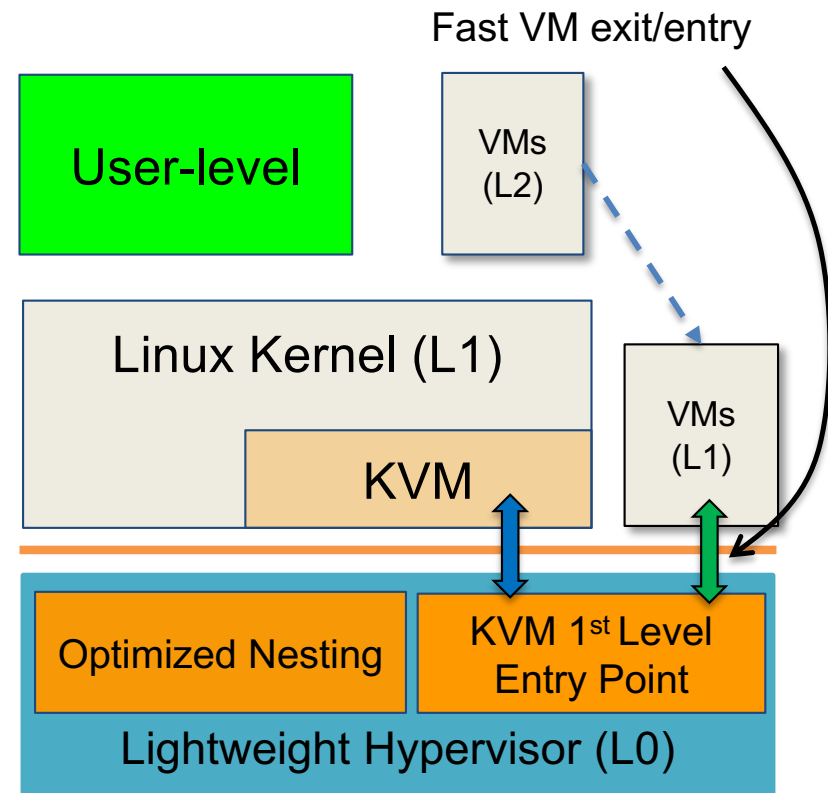 Fast VM exit/entry
User-level
VMs
(L2)
Linux Kernel (L1)
VMs
(L1)
KVM
Optimized Nesting
KVM 1st Level
Entry Point
Lightweight Hypervisor (L0)